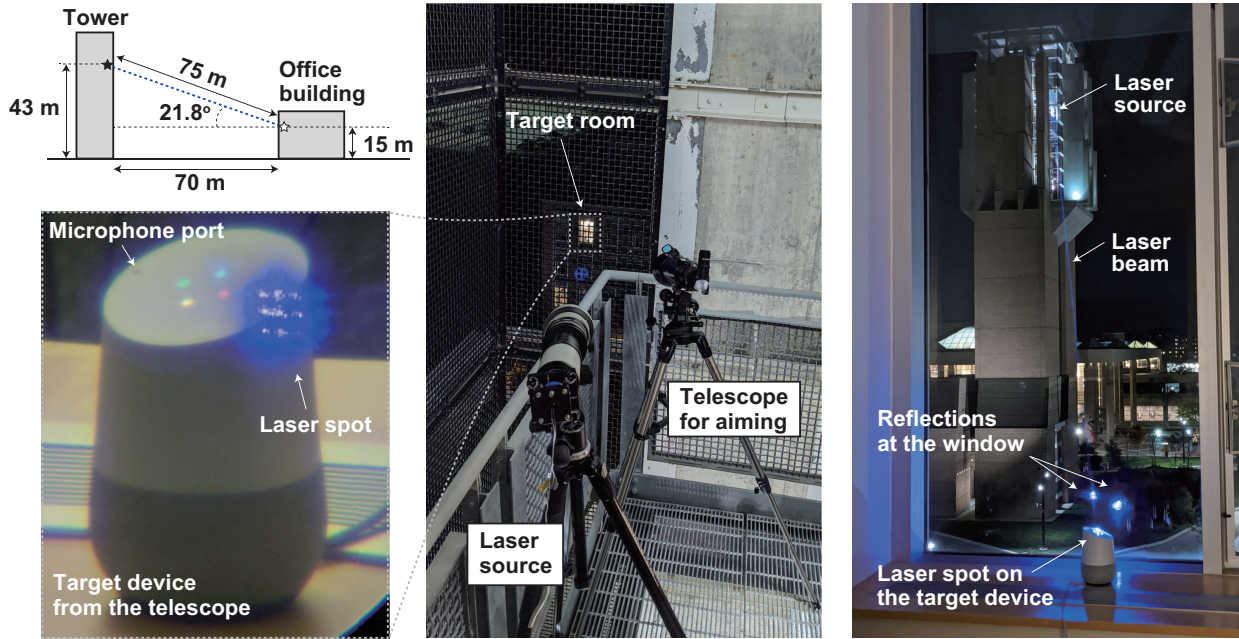 Tower
75 m
Office
building
43 m
21.8°
15 m
70 m
Microphone port
Laser spot
Target device
from the telescope
Target room
Telescope
for aiming
Laser
source
Laser
source
Laser
beam
Reflections
at the window
Laser spot on
the target device